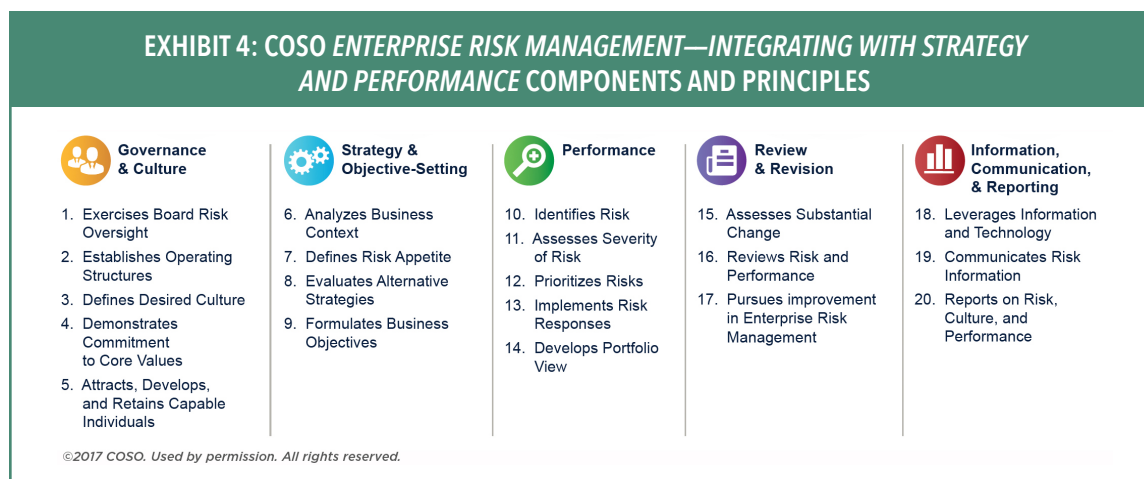 EXHIBIT 4: COSO ENTERPRISE RISK MANAGEMENT—INTEGRATING WITH STRATEGY
AND PERFORMANCE COMPONENTS AND PRINCIPLES
Governance
& Culture
1. Exercises Board Risk
Oversight
2. Establishes Operating
Structures
3. Defines Desired Culture
4. Demonstrates
Commitment
to Core Values
5. Attracts, Develops,
and Retains Capable
Individuals
Strategy &
Objective-Setting
6. Analyzes Business
Context
7. Defines Risk Appetite
8. Evaluates Alternative
Strategies
9. Formulates Business
Objectives
Performance
10. Identifies Risk
11. Assesses Severity
of Risk
12. Prioritizes Risks
13. Implements Risk
Responses
14. Develops Portfolio
View
Review
& Revision
15. Assesses Substantial
Change
16. Reviews Risk and
Performance
17. Pursues improvement
in Enterprise Risk
Management
Information,
Communication,
& Reporting
18. Leverages Information
and Technology
19. Communicates Risk
Information
20. Reports on Risk,
Culture, and
Performance
©2017 COSO. Used by permission. All rights reserved.